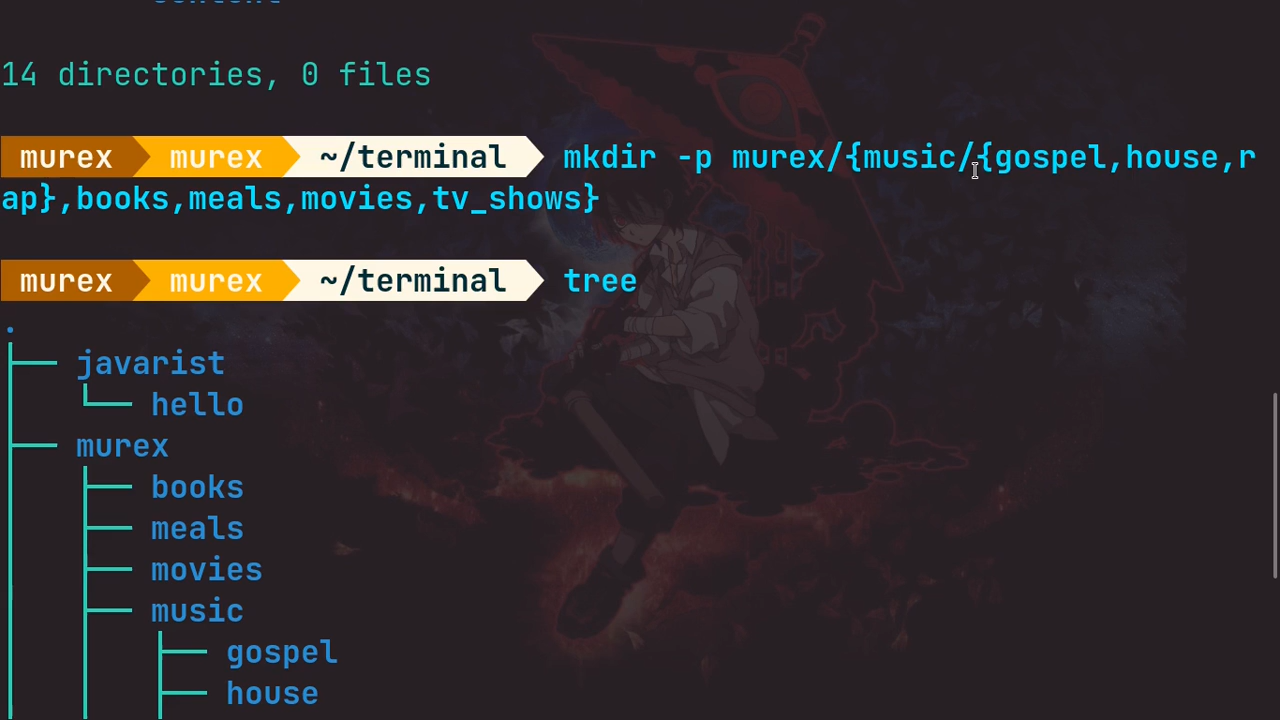 14 directories, 0 files
murex murex ~/terminal mkdir -p murex/{music/{gospel,house,r
ap},books,meals,movies,tv_shows}
murex murex ~/terminal tree
.
├── javarist
│   └── hello
├── murex
│   ├── books
│   ├── meals
│   ├── movies
│   ├── music
│   │   ├── gospel
│   │   ├── house